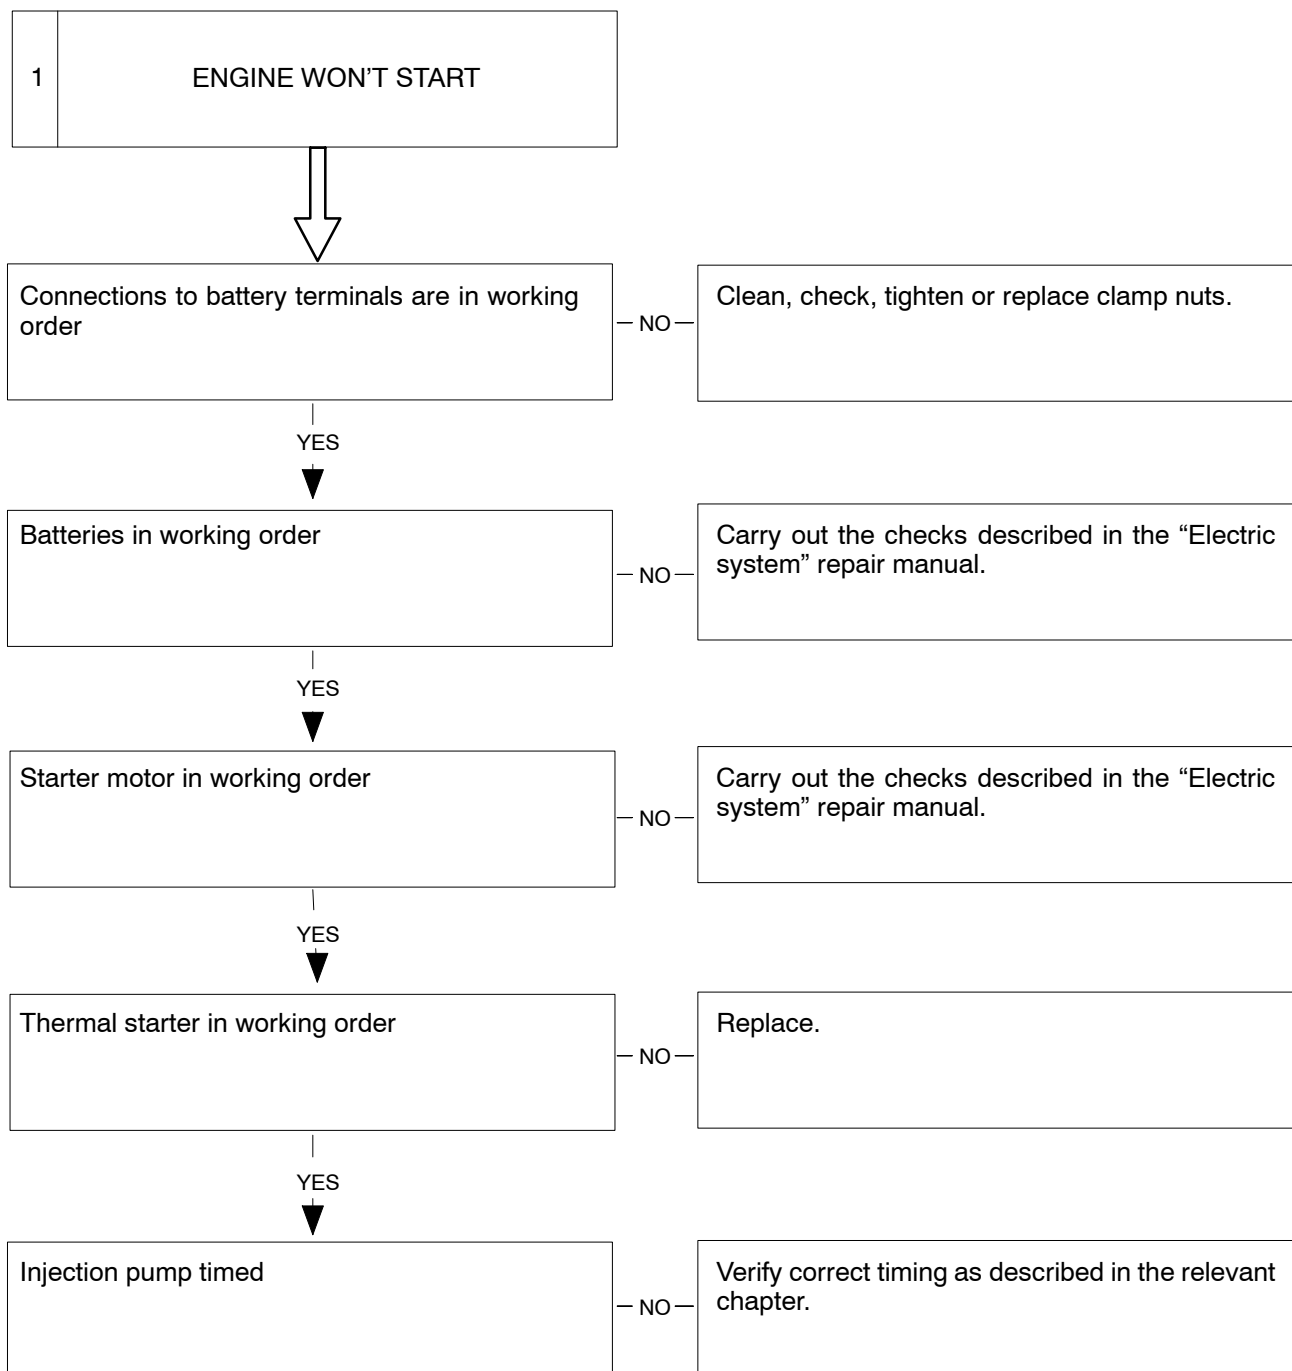 1
ENGINE WON’T START
Connections to battery terminals are in working
order
NO
Clean, check, tighten or replace clamp nuts.
YES
Batteries in working order
NO
Carry out the checks described in the “Electric
system” repair manual.
YES
Starter motor in working order
NO
Carry out the checks described in the “Electric
system” repair manual.
YES
Thermal starter in working order
NO
Replace.
YES
Injection pump timed
NO
Verify correct timing as described in the relevant
chapter.